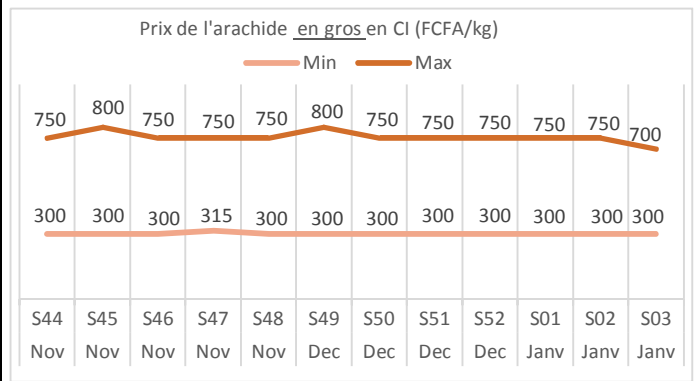 Prix de l'arachide en gros en CI (FCFA/kg)
Min Max
750 800 750 750 750 800 750 750 750 750 750 700
300 300 300 315 300 300 300 300 300 300 300 300
S44 S45 S46 S47 S48 S49 S50 S51 S52 S01 S02 S03
Nov Nov Nov Nov Nov Dec Dec Dec Dec Janv Janv Janv